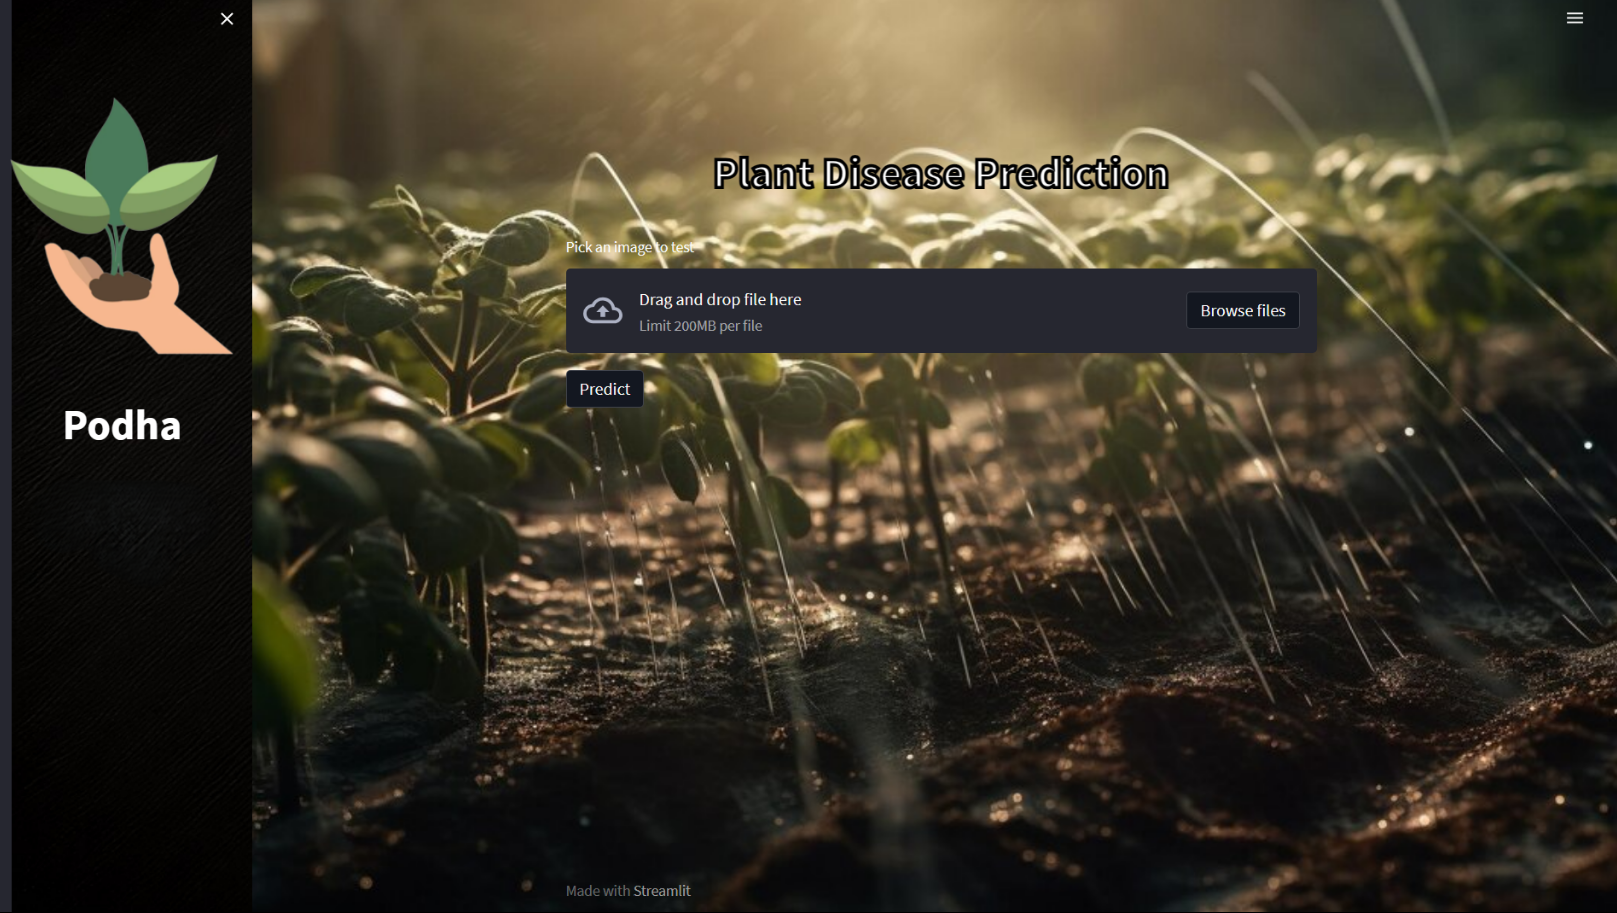 Podha
Plant Disease Prediction
Pick an image to test
Drag and drop file here
Limit 200MB per file
Browse files
Predict
Made with Streamlit